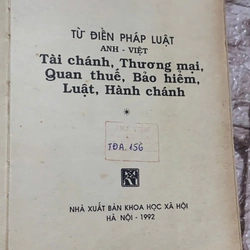 TỪ ĐIỂN PHÁP LUẬT
ANH - VIỆT
Tài chánh, Thương mại,
Quan thuế, Bảo hiểm,
Luật, Hành chánh
*
TĐA.156
NHÀ XUẤT BẢN KHOA HỌC XÃ HỘI
HÀ NỘI - 1992